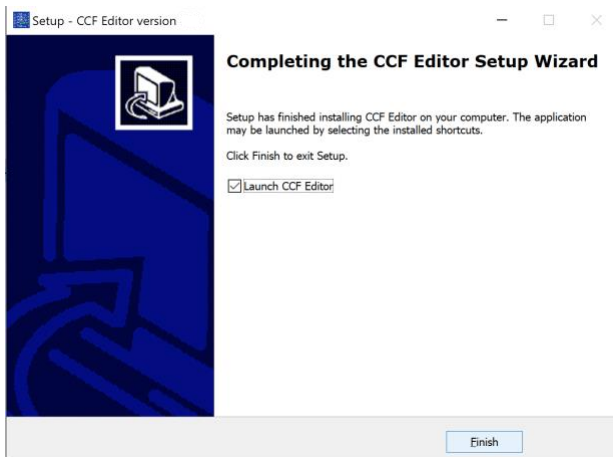 Setup - CCF Editor version
Completing the CCF Editor Setup Wizard
Setup has finished installing CCF Editor on your computer. The application
may be launched by selecting the installed shortcuts.
Click Finish to exit Setup.
Launch CCF Editor
Finish